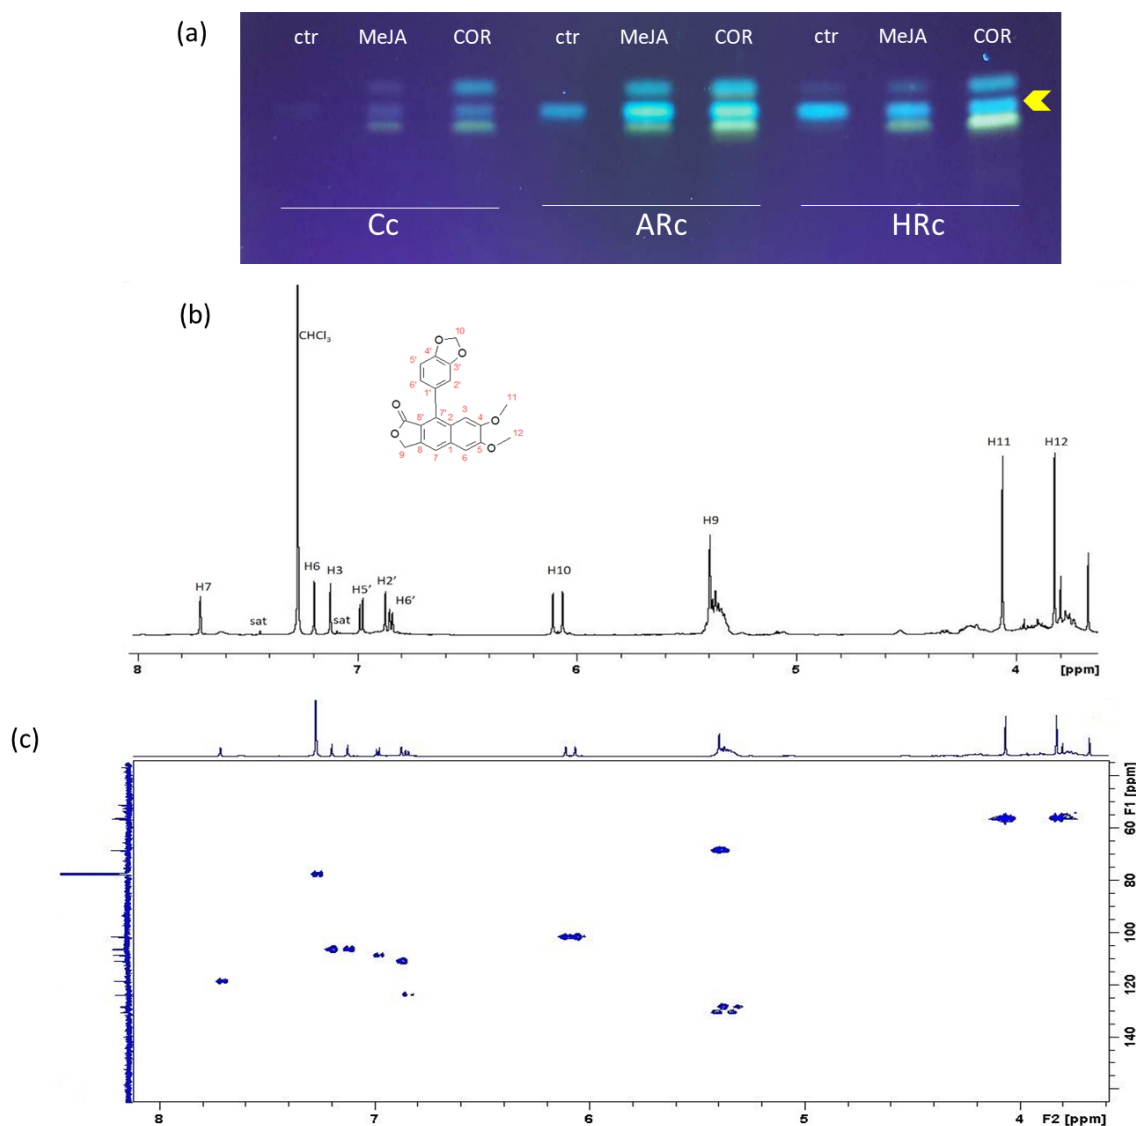 (a)
ctr MeJA COR ctr MeJA COR ctr MeJA COR
Cc ARc HRc
(b)
CHCl3
10
O
O
5' 4' 3'
6' 2'
1'
11
O 7' 2 3
8' 4 O
O 12
9 8 7 1 6 5 O
H7
sat
H6
H3
sat
H5'
H2'
H6'
H10
H9
H11
H12
8 7 6 5 4 [ppm]
(c)
F1 [ppm]
60
80
100
120
140
8 7 6 5 4 F2 [ppm]